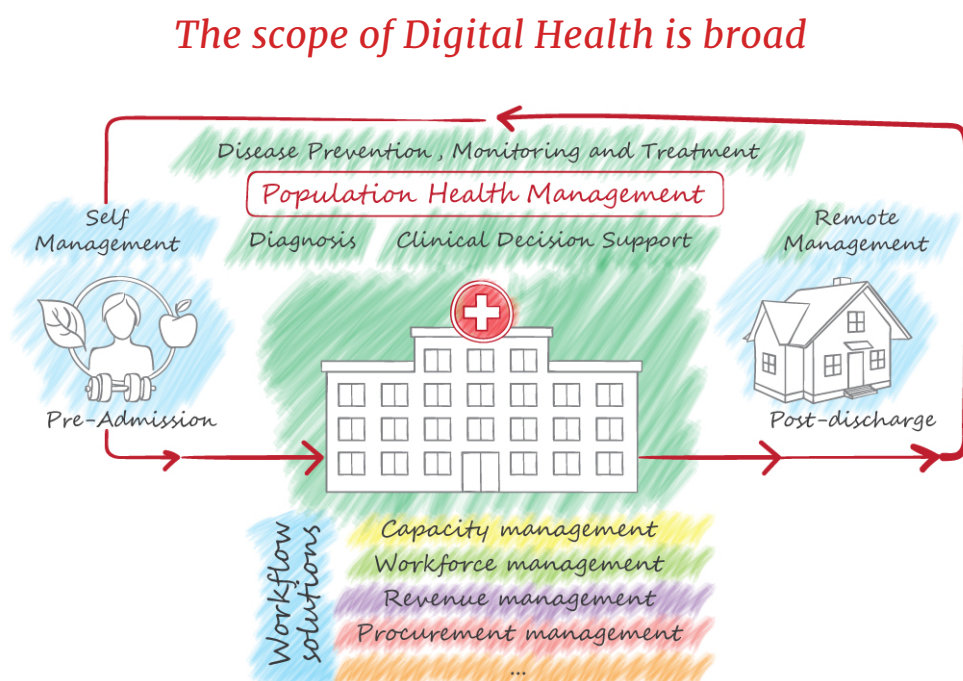 The scope of Digital Health is broad
Disease Prevention, Monitoring and Treatment
Population Health Management
Self
Management
Diagnosis
Clinical Decision Support
Remote
Management
Pre-Admission
Post-discharge
Workflow
solutions
Capacity management
Workforce management
Revenue management
Procurement management
...